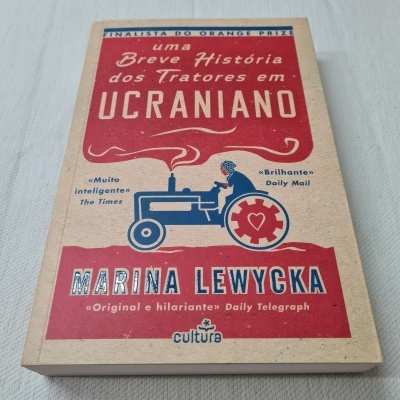 FINALISTA DO ORANGE PRIZE
uma
Breve História
dos Tratores em
UCRANIANO
«Muito
inteligente»
The Times
«Brilhante»
Daily Mail
MARINA LEWYCKA
«Original e hilariante» Daily Telegraph
cultura